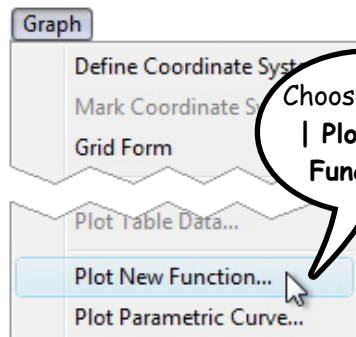 Graph
Define Coordinate Syst
Mark Coordinate S
Grid Form
Choos
| Plo
Func
Plot Table Data...
Plot New Function...
Plot Parametric Curve...